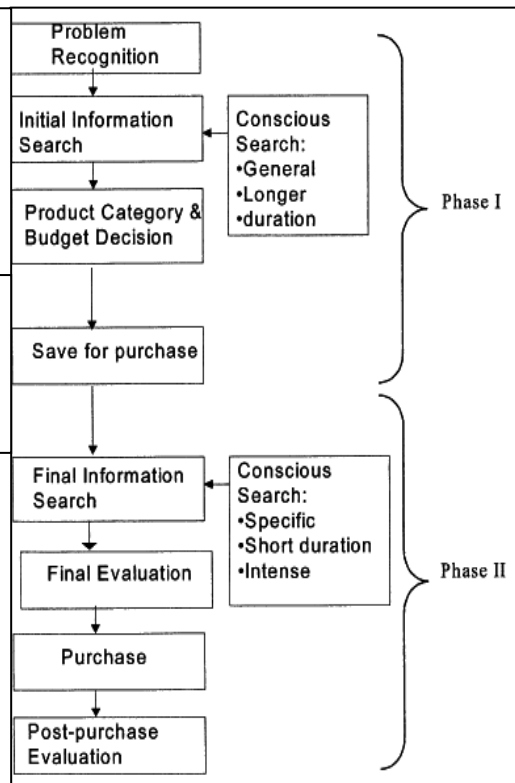 Problem
Recognition
Initial Information
Search
Conscious
Search:
•General
•Longer
•duration
Product Category &
Budget Decision
Phase I
Save for purchase
Final Information
Search
Conscious
Search:
•Specific
•Short duration
•Intense
Final Evaluation
Phase II
Purchase
Post-purchase
Evaluation